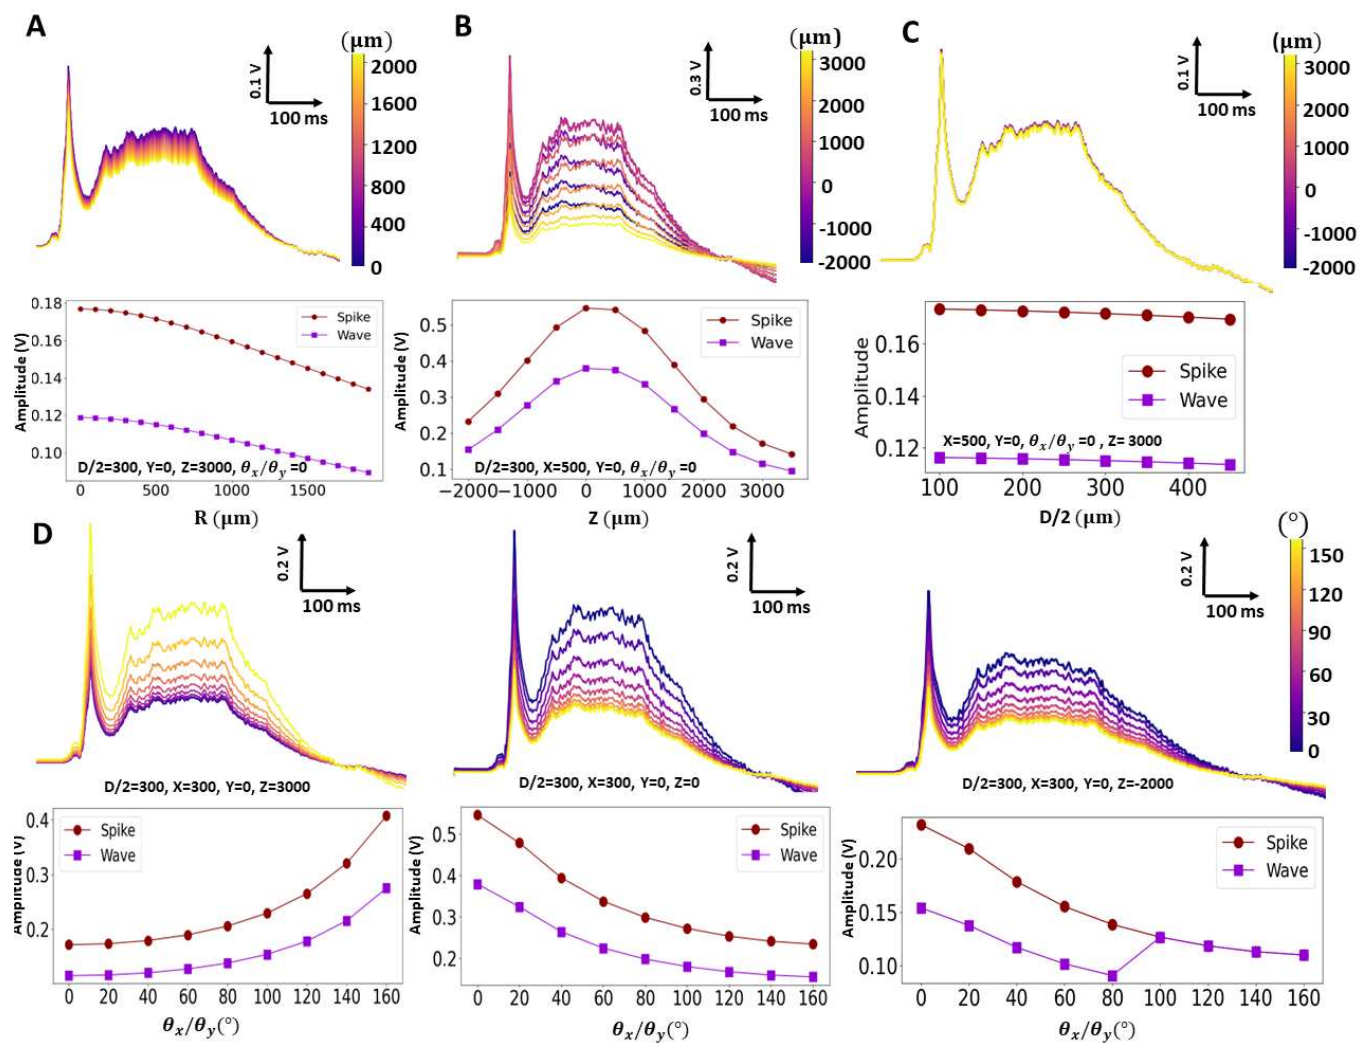 A
0.1 V
100 ms
(μm)
2000
1600
1200
800
400
0
B
0.3 V
100 ms
(μm)
3000
2000
1000
0
-1000
-2000
C
0.1 V
100 ms
(μm)
3000
2000
1000
0
-1000
-2000
Amplitude (V)
0.18
0.16
0.14
0.12
0.10
Spike
Wave
D/2=300, Y=0, Z=3000, θx/θy =0
0 500 1000 1500
R (μm)
Amplitude (V)
0.5
0.4
0.3
0.2
0.1
Spike
Wave
D/2=300, X=500, Y=0, θx/θy =0
−2000 −1000 0 1000 2000 3000
Z (μm)
Amplitude
0.16
0.14
0.12
Spike
Wave
X=500, Y=0, θx/θy =0 , Z= 3000
100 200 300 400
D/2 (μm)
D
0.2 V
100 ms
D/2=300, X=300, Y=0, Z=3000
0.2 V
100 ms
D/2=300, X=300, Y=0, Z=0
0.2 V
100 ms
D/2=300, X=300, Y=0, Z=-2000
(°)
150
120
90
60
30
0
Amplitude (V)
0.4
0.3
0.2
Spike
Wave
0 20 40 60 80 100 120 140 160
θx/θy(°)
Amplitude (V)
0.5
0.4
0.3
0.2
Spike
Wave
0 20 40 60 80 100 120 140 160
θx/θy(°)
Amplitude (V)
0.20
0.15
0.10
Spike
Wave
0 20 40 60 80 100 120 140 160
θx/θy(°)